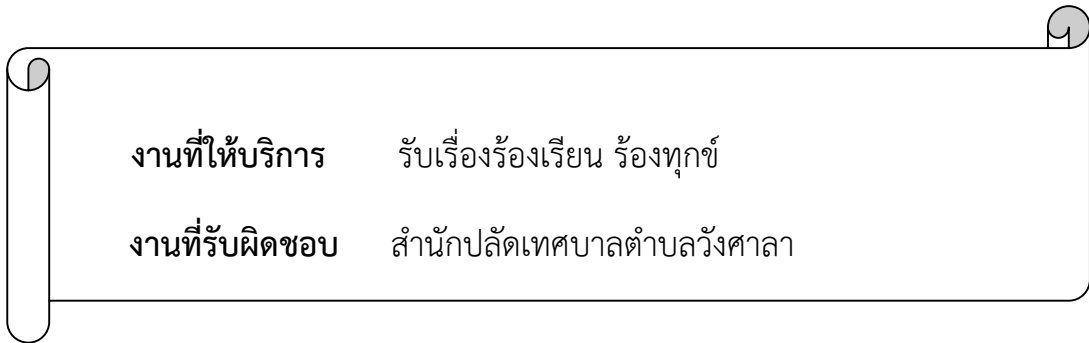 งานที่ให้บริการ รับเรื่องร้องเรียน ร้องทุกข์
งานที่รับผิดชอบ สำนักปลัดเทศบาลตำบลวังศาลา